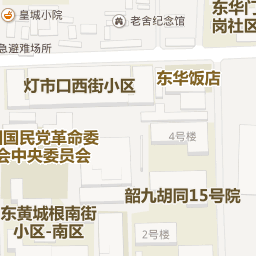 皇城小院
老舍纪念馆
东华门
岗社区
急避难场所
灯市口西街小区
东华饭店
国民党革命委
会中央委员会
4号楼
韶九胡同15号院
东黄城根南街
小区-南区
2号楼